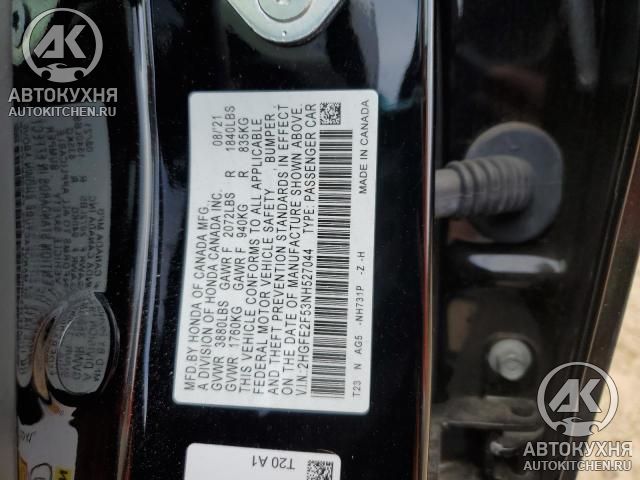 MFD.BY HONDA OF CANADA MFG. 08/21
A DIVISION OF HONDA CANADA INC.
GVWR 3880LBS GAWR F 2072LBS R 1840LBS
GVWR 1760KG GAWR F 940KG R 835KG
THIS VEHICLE CONFORMS TO ALL APPLICABLE
FEDERAL MOTOR VEHICLE SAFETY BUMPER
AND THEFT PREVENTION STANDARDS IN EFFECT
ON THE DATE OF MANUFACTURE SHOWN ABOVE
V.I.N:2HGFE2F53NH527044 TYPE:PASSENGER CAR
T23 N AG5 -NH731P -Z -H MADE IN CANADA
T20 A1
АК
АВТОКУХНЯ
AUTOKITCHEN.RU
АК
АВТОКУХНЯ
AUTOKITCHEN.RU